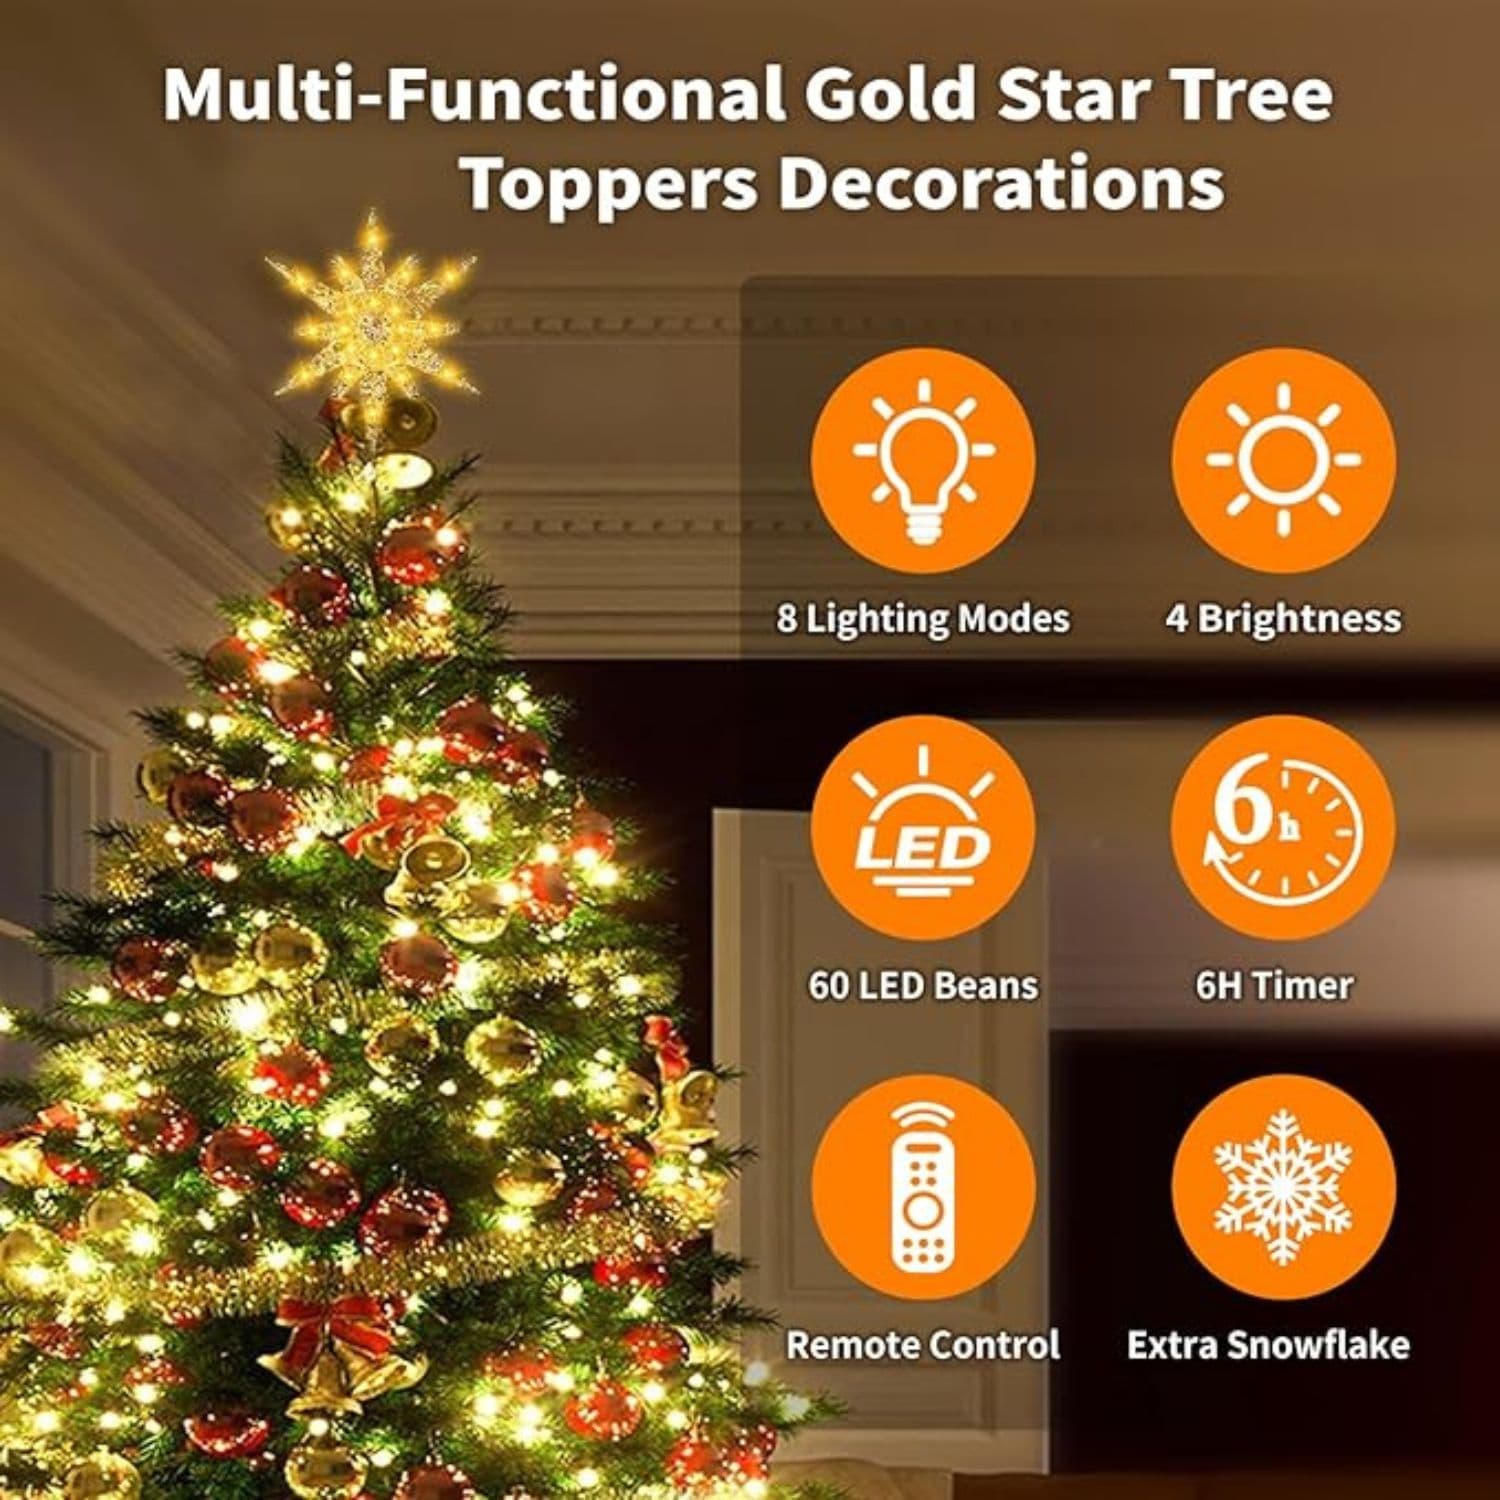 Multi-Functional Gold Star Tree
Toppers Decorations
8 Lighting Modes
4 Brightness
LED
6h
60 LED Beans
6H Timer
Remote Control
Extra Snowflake